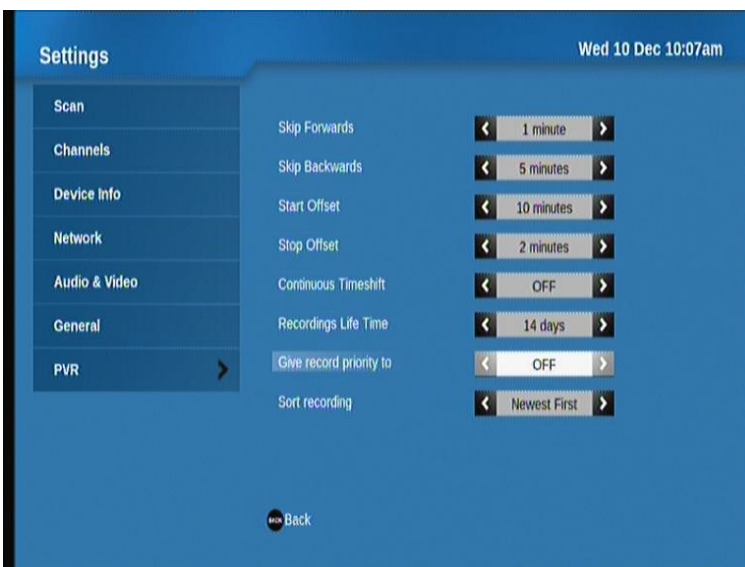 Settings
Wed 10 Dec 10:07am
Scan
Channels
Device Info
Network
Audio & Video
General
PVR
Skip Forwards 1 minute
Skip Backwards 5 minutes
Start Offset 10 minutes
Stop Offset 2 minutes
Continuous Timeshift OFF
Recordings Life Time 14 days
Give record priority to OFF
Sort recording Newest First
BACK Back